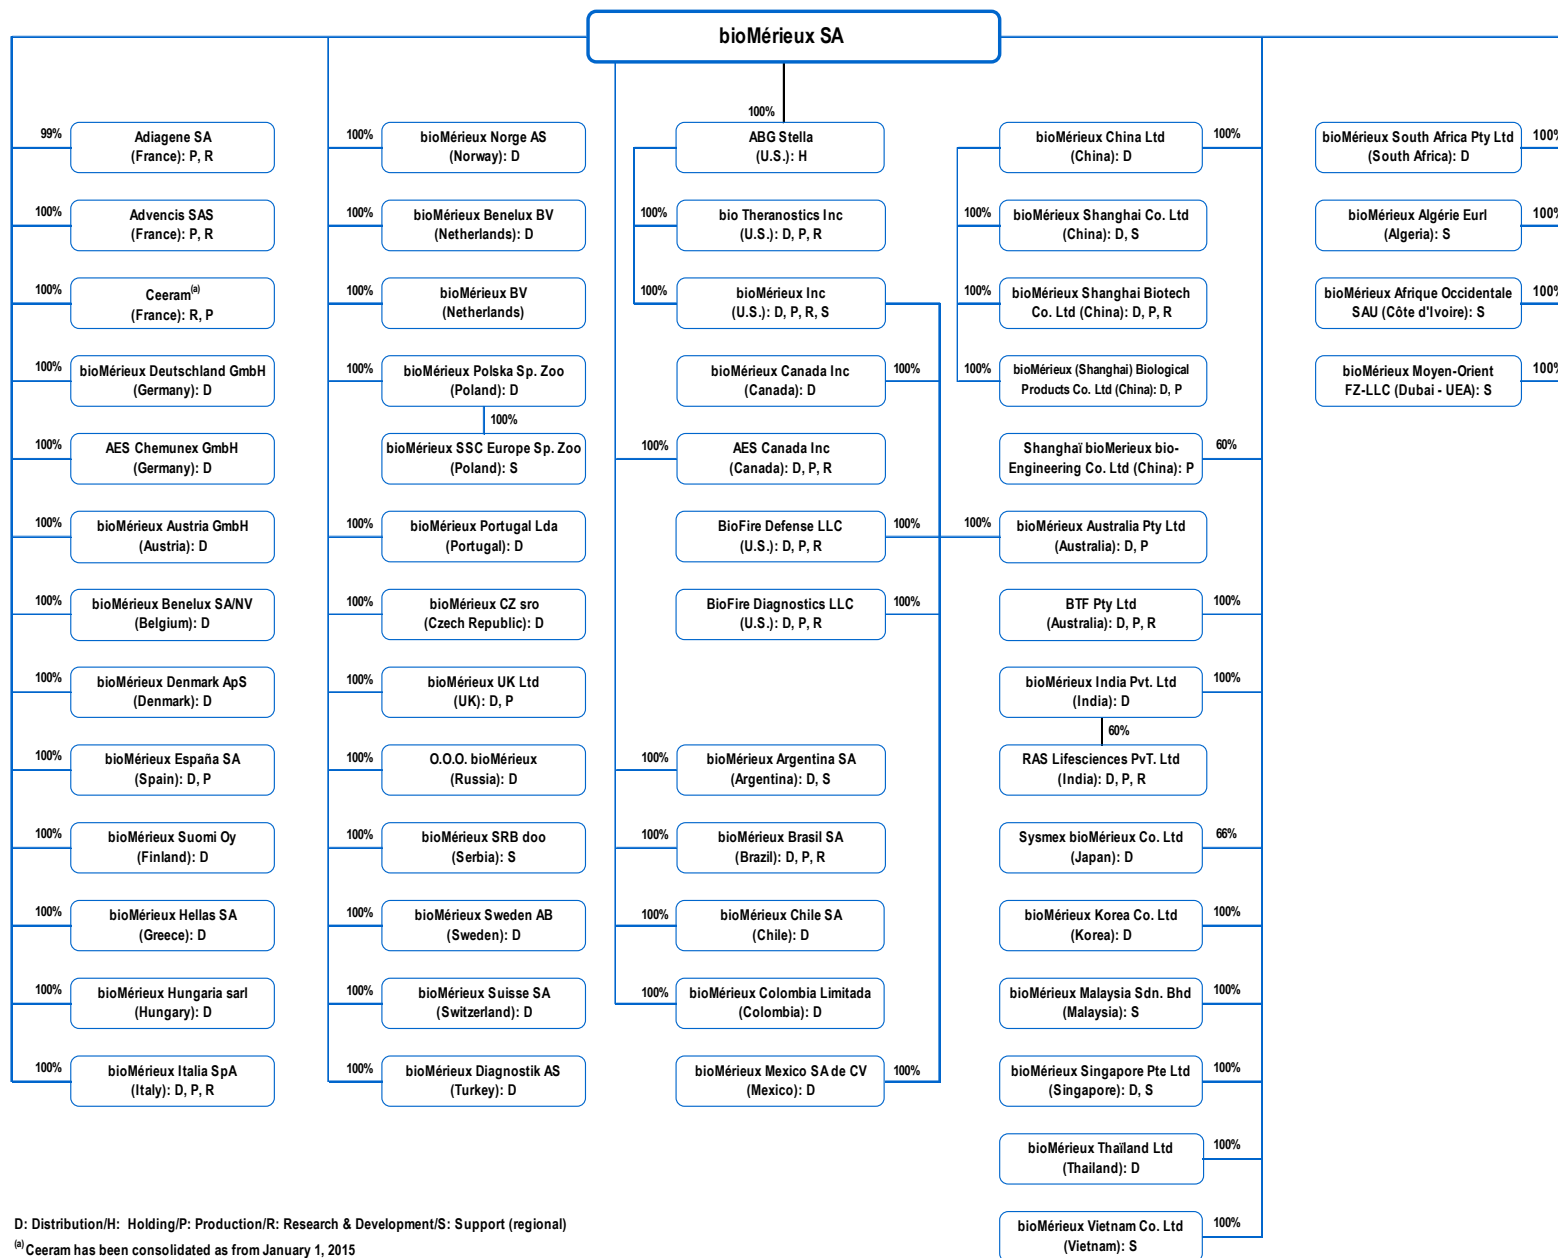 bioMérieux SA
99%
Adiagene SA
(France): P, R
100%
Advencis SAS
(France): P, R
100%
Ceeram(a)
(France): R, P
100%
bioMérieux Deutschland GmbH
(Germany): D
100%
AES Chemunex GmbH
(Germany): D
100%
bioMérieux Austria GmbH
(Austria): D
100%
bioMérieux Benelux SA/NV
(Belgium): D
100%
bioMérieux Denmark ApS
(Denmark): D
100%
bioMérieux España SA
(Spain): D, P
100%
bioMérieux Suomi Oy
(Finland): D
100%
bioMérieux Hellas SA
(Greece): D
100%
bioMérieux Hungaria sarl
(Hungary): D
100%
bioMérieux Italia SpA
(Italy): D, P, R
100%
bioMérieux Norge AS
(Norway): D
100%
bioMérieux Benelux BV
(Netherlands): D
100%
bioMérieux BV
(Netherlands)
100%
bioMérieux Polska Sp. Zoo
(Poland): D
100%
bioMérieux SSC Europe Sp. Zoo
(Poland): S
100%
bioMérieux Portugal Lda
(Portugal): D
100%
bioMérieux CZ sro
(Czech Republic): D
100%
bioMérieux UK Ltd
(UK): D, P
100%
O.O.O. bioMérieux
(Russia): D
100%
bioMérieux SRB doo
(Serbia): S
100%
bioMérieux Sweden AB
(Sweden): D
100%
bioMérieux Suisse SA
(Switzerland): D
100%
bioMérieux Diagnostik AS
(Turkey): D
100%
ABG Stella
(U.S.): H
100%
bio Theranostics Inc
(U.S.): D, P, R
100%
bioMérieux Inc
(U.S.): D, P, R, S
bioMérieux Canada Inc
(Canada): D
100%
100%
AES Canada Inc
(Canada): D, P, R
BioFire Defense LLC
(U.S.): D, P, R
100%
BioFire Diagnostics LLC
(U.S.): D, P, R
100%
100%
bioMérieux Argentina SA
(Argentina): D, S
100%
bioMérieux Brasil SA
(Brazil): D, P, R
100%
bioMérieux Chile SA
(Chile): D
100%
bioMérieux Colombia Limitada
(Colombia): D
bioMérieux Mexico SA de CV
(Mexico): D
100%
bioMérieux China Ltd
(China): D
100%
100%
bioMérieux Shanghai Co. Ltd
(China): D, S
100%
bioMérieux Shanghai Biotech
Co. Ltd (China): D, P, R
100%
bioMérieux (Shanghai) Biological
Products Co. Ltd (China): D, P
Shanghaï bioMerieux bio-
Engineering Co. Ltd (China): P
60%
100%
bioMérieux Australia Pty Ltd
(Australia): D, P
BTF Pty Ltd
(Australia): D, P, R
100%
bioMérieux India Pvt. Ltd
(India): D
100%
60%
RAS Lifesciences PvT. Ltd
(India): D, P, R
Sysmex bioMérieux Co. Ltd
(Japan): D
66%
bioMérieux Korea Co. Ltd
(Korea): D
100%
bioMérieux Malaysia Sdn. Bhd
(Malaysia): S
100%
bioMérieux Singapore Pte Ltd
(Singapore): D, S
100%
bioMérieux Thaïland Ltd
(Thailand): D
100%
bioMérieux Vietnam Co. Ltd
(Vietnam): S
100%
bioMérieux South Africa Pty Ltd
(South Africa): D
100%
bioMérieux Algérie Eurl
(Algeria): S
100%
bioMérieux Afrique Occidentale
SAU (Côte d'Ivoire): S
100%
bioMérieux Moyen-Orient
FZ-LLC (Dubai - UEA): S
100%
D: Distribution/H: Holding/P: Production/R: Research & Development/S: Support (regional)
(a) Ceeram has been consolidated as from January 1, 2015